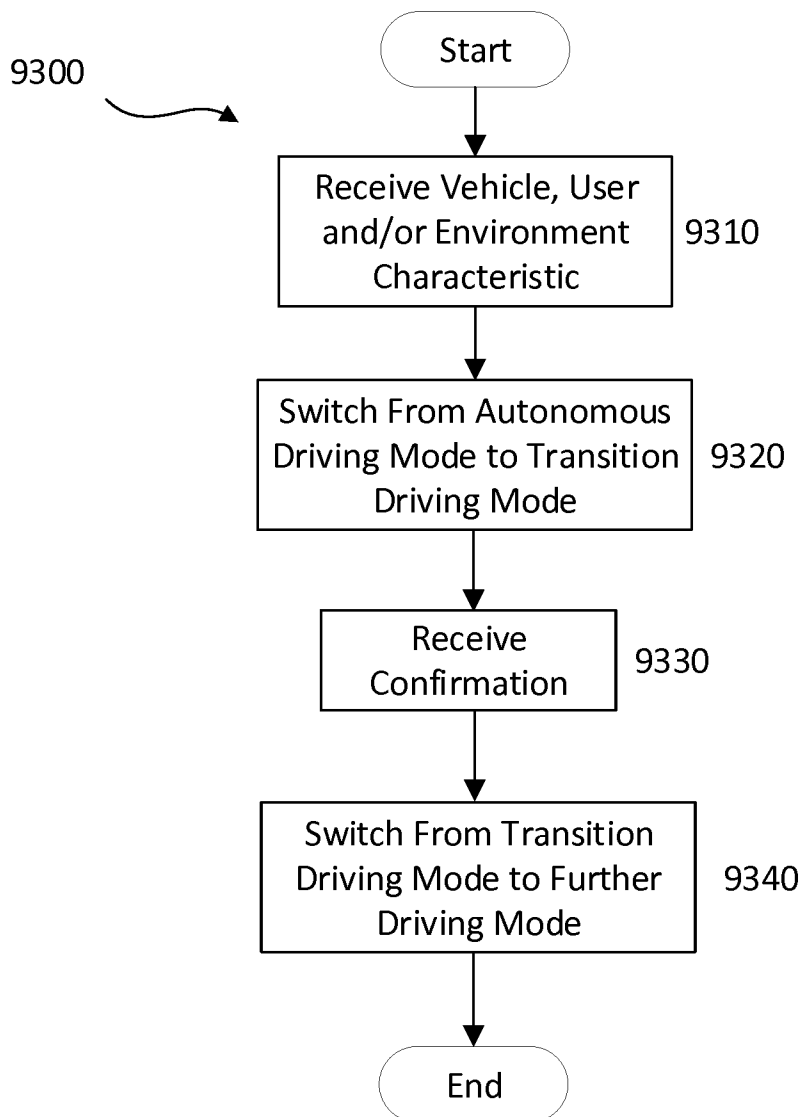 Start
9300
Receive Vehicle, User
and/or Environment
Characteristic
9310
Switch From Autonomous
Driving Mode to Transition
Driving Mode
9320
Receive
Confirmation
9330
Switch From Transition
Driving Mode to Further
Driving Mode
9340
End